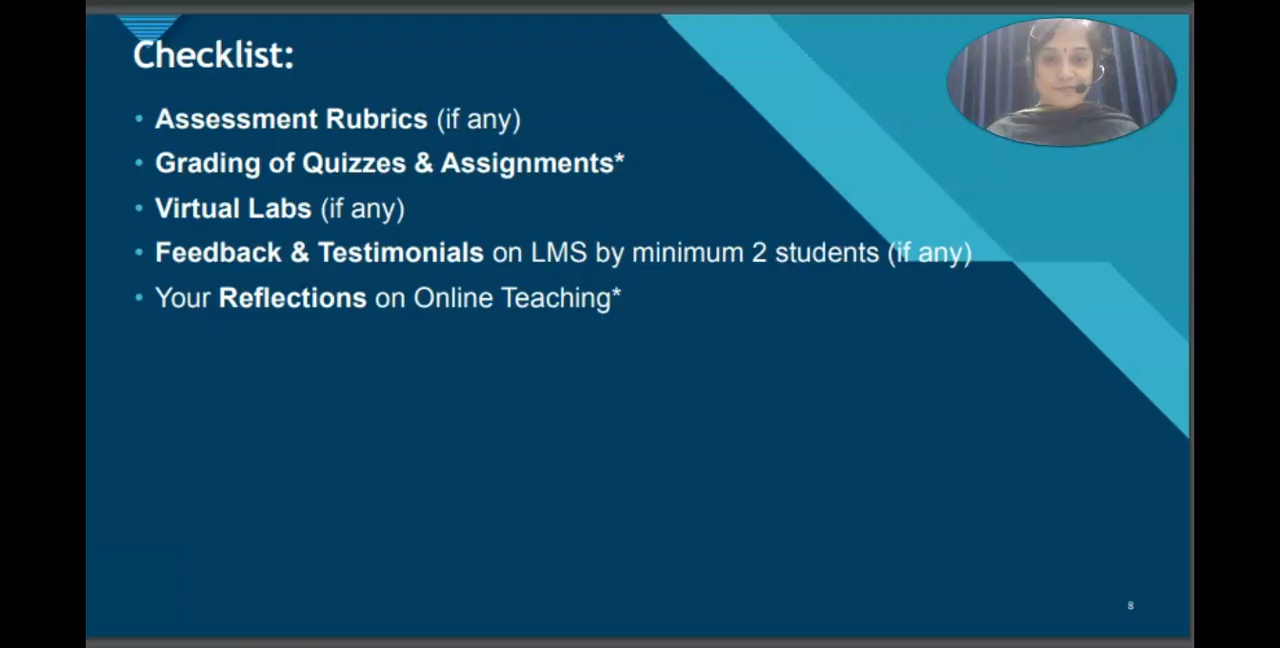 Checklist:
• Assessment Rubrics (if any)
• Grading of Quizzes & Assignments*
• Virtual Labs (if any)
• Feedback & Testimonials on LMS by minimum 2 students (if any)
• Your Reflections on Online Teaching*
8